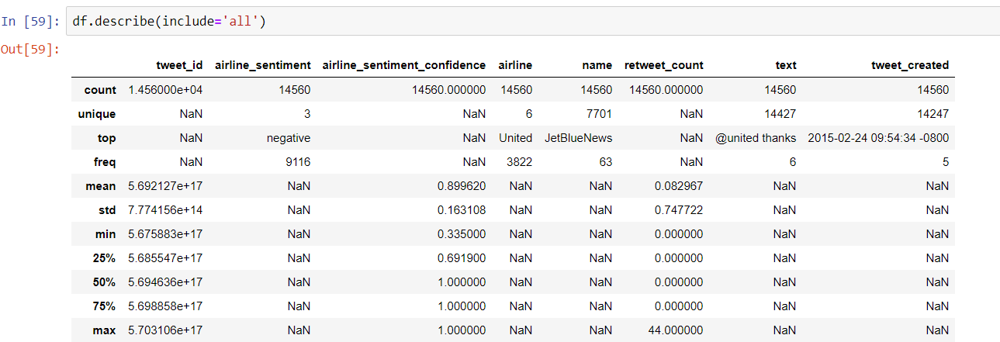 In [59]: df.describe(include='all')
Out[59]:
tweet_id airline_sentiment airline_sentiment_confidence airline name retweet_count text tweet_created
count 1.456000e+04 14560 14560.000000 14560 14560 14560.000000 14560 14560
unique NaN 3 NaN 6 7701 NaN 14427 14247
top NaN negative NaN United JetBlueNews NaN @united thanks 2015-02-24 09:54:34 -0800
freq NaN 9116 NaN 3822 63 NaN 6 5
mean 5.692127e+17 NaN 0.899620 NaN NaN 0.082967 NaN NaN
std 7.774156e+14 NaN 0.163108 NaN NaN 0.747722 NaN NaN
min 5.675883e+17 NaN 0.335000 NaN NaN 0.000000 NaN NaN
25% 5.685547e+17 NaN 0.691900 NaN NaN 0.000000 NaN NaN
50% 5.694636e+17 NaN 1.000000 NaN NaN 0.000000 NaN NaN
75% 5.698858e+17 NaN 1.000000 NaN NaN 0.000000 NaN NaN
max 5.703106e+17 NaN 1.000000 NaN NaN 44.000000 NaN NaN